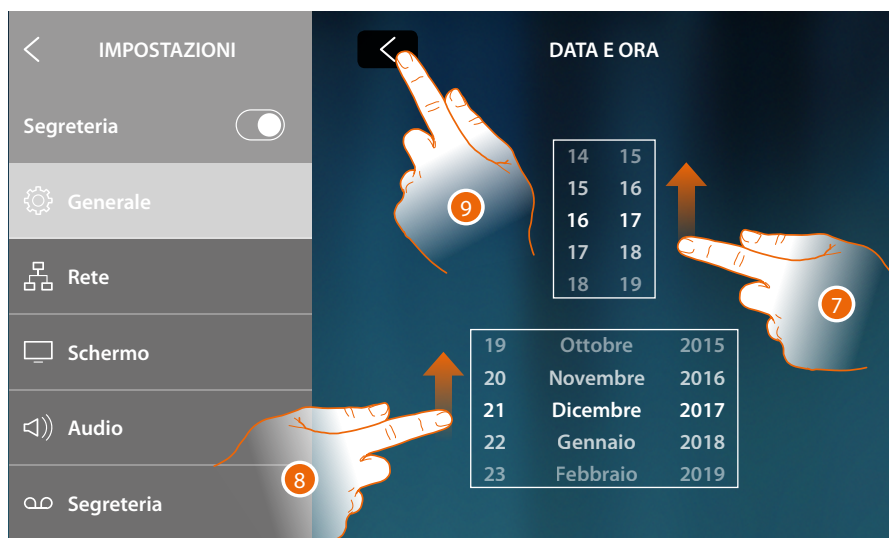 IMPOSTAZIONI
Segreteria
Generale
Rete
Schermo
Audio
Segreteria
DATA E ORA
14 15
15 16
16 17
17 18
18 19
19 Ottobre 2015
20 Novembre 2016
21 Dicembre 2017
22 Gennaio 2018
23 Febbraio 2019
9
7
8